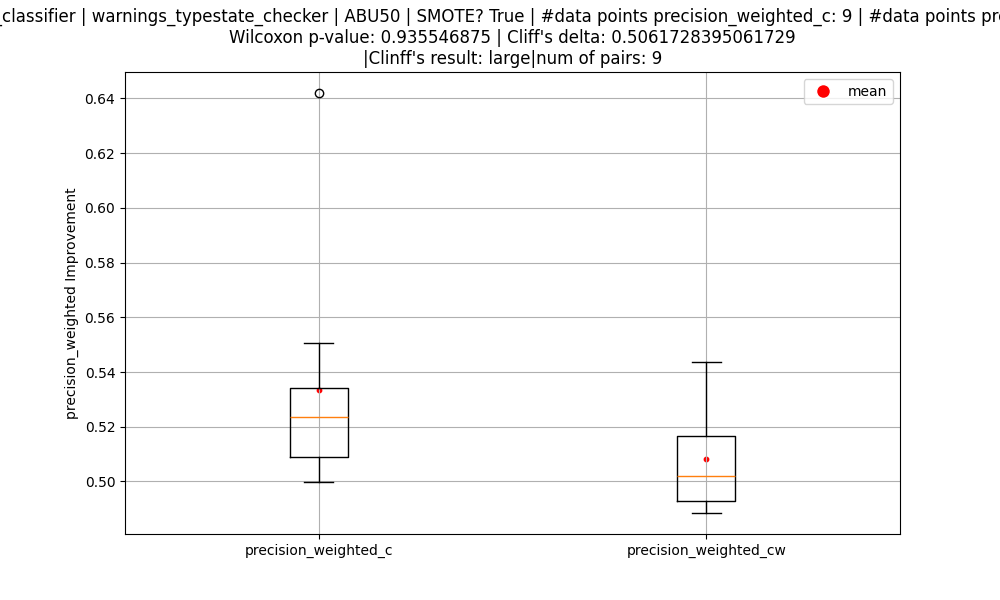 _classifier | warnings_typestate_checker | ABU50 | SMOTE? True | #data points precision_weighted_c: 9 | #data points pre
Wilcoxon p-value: 0.935546875 | Cliff's delta: 0.5061728395061729
|Clinff's result: large|num of pairs: 9
mean
precision_weighted Improvement
0.64
0.62
0.60
0.58
0.56
0.54
0.52
0.50
precision_weighted_c
precision_weighted_cw